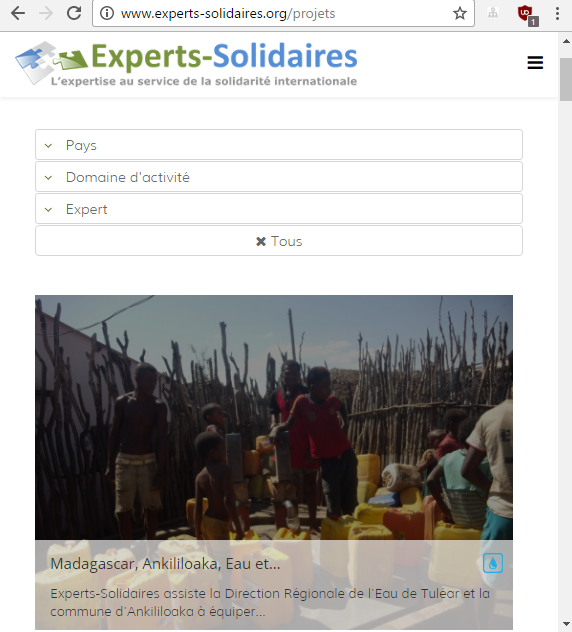 www.experts-solidaires.org/projets
1
Experts-Solidaires
L'expertise au service de la solidarité internationale
Pays
Domaine d'activité
Expert
✖ Tous
Madagascar, Ankililoaka, Eau et...
Experts-Solidaires assiste la Direction Régionale de l'Eau de Tuléar et la
commune d'Ankililoaka à équiper...